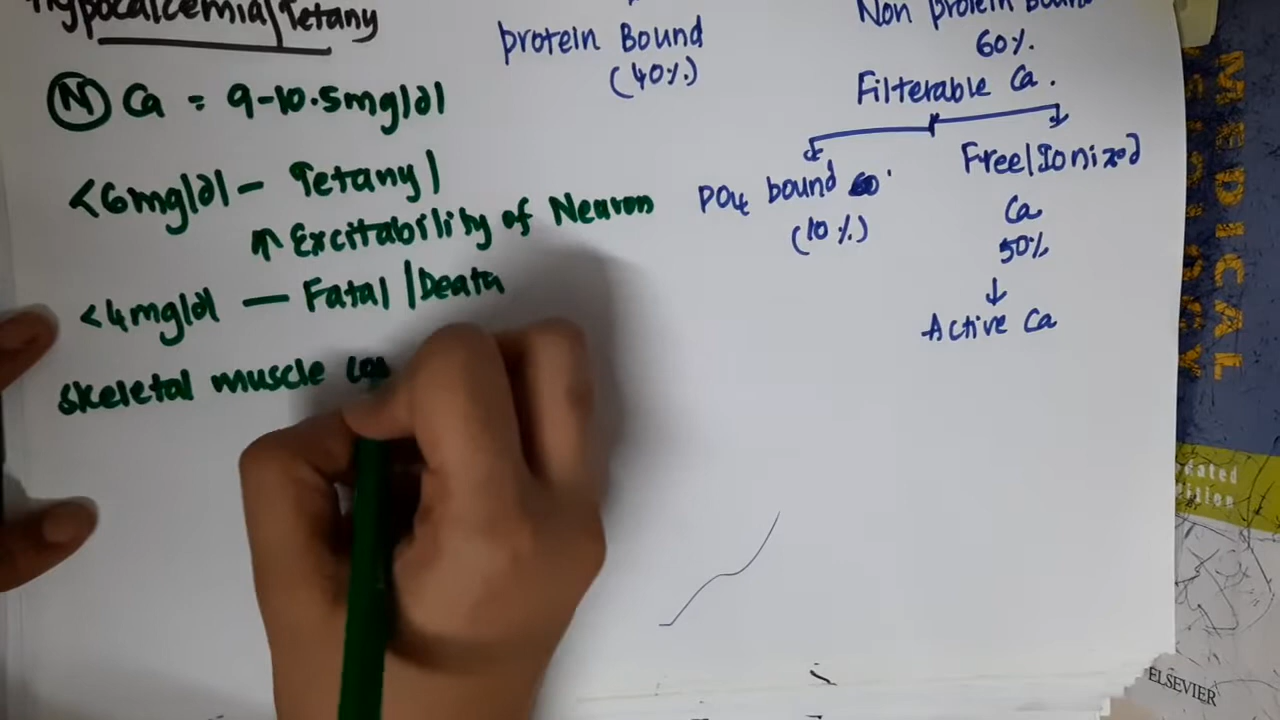 Hypocalcemia/Tetany
(N) Ca = 9-10.5mg/dl
<6mg/dl - Tetany/
↑ Excitability of Neuron
<4mg/dl — Fatal/Death
skeletal muscle
protein Bound
(40%)
Non protein bound
60%.
Filterable Ca.
PO4 bound
(10%)
Free/Ionized
Ca
50%
↓
Active Ca
MEDICAL
ELSEVIER